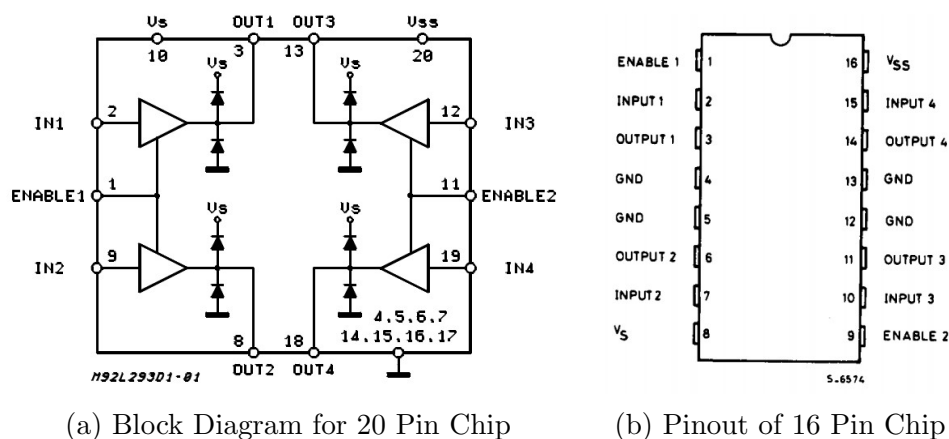 Vs OUT1 OUT3 Vss
10 3 13 20
Vs Vs
IN1 2 12 IN3
ENABLE1 1 11 ENABLE2
Vs Vs
IN2 9 19 IN4
4.5.6.7
8 18 14.15.16.17
OUT2 OUT4
M92L293D1-01
(a) Block Diagram for 20 Pin Chip
ENABLE 1 1 16 VSS
INPUT 1 2 15 INPUT 4
OUTPUT 1 3 14 OUTPUT 4
GND 4 13 GND
GND 5 12 GND
OUTPUT 2 6 11 OUTPUT 3
INPUT 2 7 10 INPUT 3
VS 8 9 ENABLE 2
S-6574
(b) Pinout of 16 Pin Chip